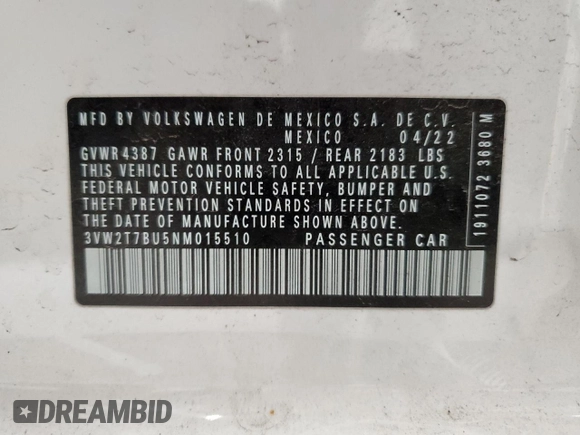 MFD BY VOLKSWAGEN DE MEXICO S.A. DE C.V.
MEXICO 04/22
GVWR 4387 GAWR FRONT 2315 / REAR 2183 LBS
THIS VEHICLE CONFORMS TO ALL APPLICABLE U.S.
FEDERAL MOTOR VEHICLE SAFETY, BUMPER AND
THEFT PREVENTION STANDARDS IN EFFECT ON
THE DATE OF MANUFACTURE SHOWN ABOVE.
3VW2T7BU5NM015510 PASSENGER CAR
1911072 3680 M
DREAMBID